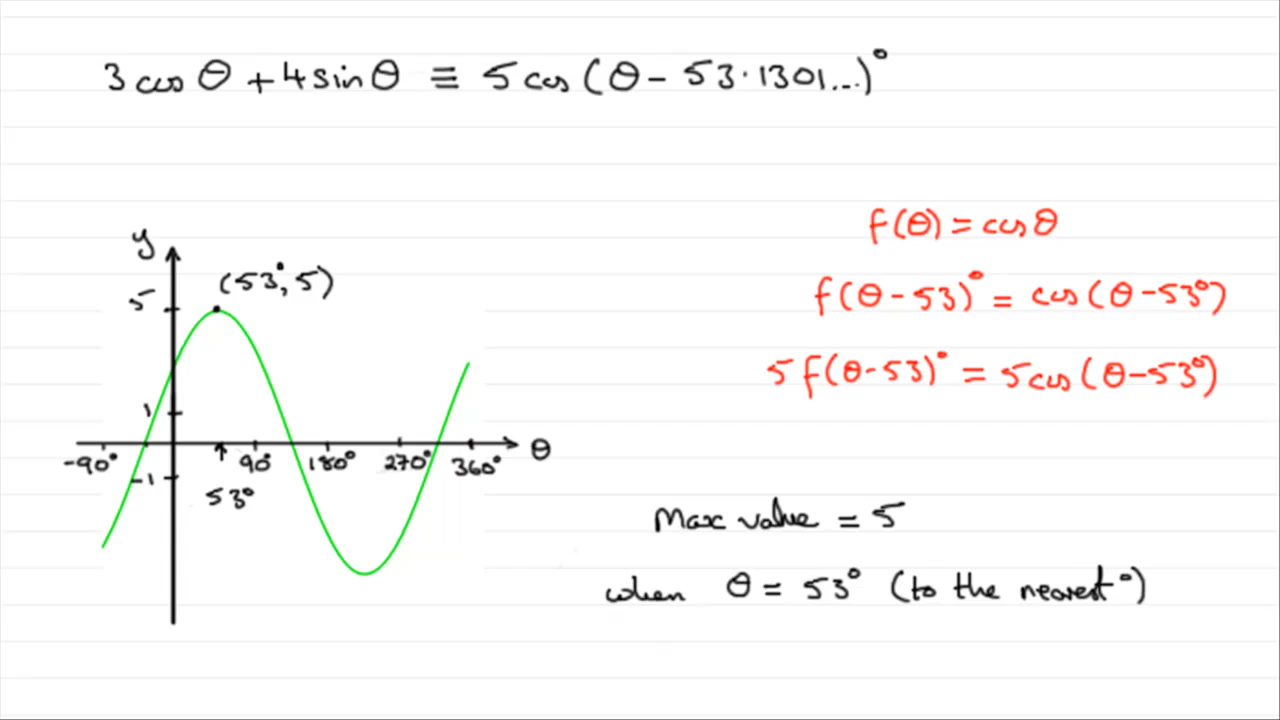 3 cos θ + 4 sin θ ≡ 5 cos (θ - 53·1301...)°
f(θ) = cos θ
y
(53°, 5)
f(θ - 53)° = cos (θ - 53°)
5
5 f(θ - 53)° = 5 cos (θ - 53°)
1
-90° 90° 180° 270° 360° θ
-1
53°
Max value = 5
when θ = 53° (to the nearest °)